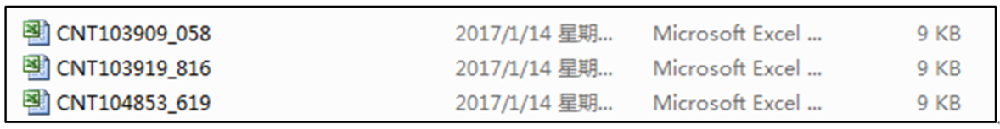 CNT103909_058 2017/1/14 星期... Microsoft Excel ... 9 KB
CNT103919_816 2017/1/14 星期... Microsoft Excel ... 9 KB
CNT104853_619 2017/1/14 星期... Microsoft Excel ... 9 KB